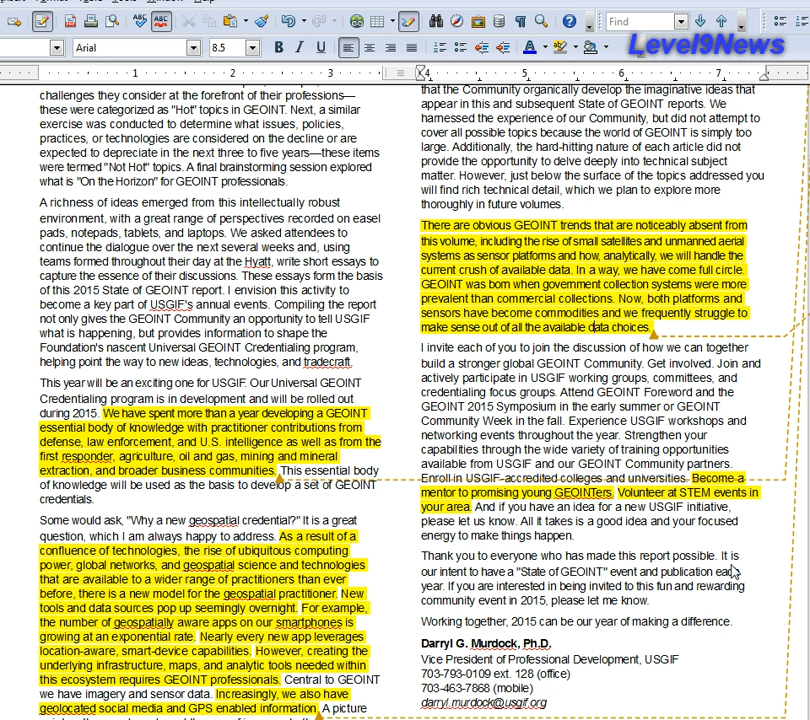 Find
Level9News
Arial
8.5
B I U
1 2 3 4 5 6 7
challenges they consider at the forefront of their professions—
these were categorized as "Hot" topics in GEOINT. Next, a similar
exercise was conducted to determine what issues, policies,
practices, or technologies are considered on the decline or are
expected to depreciate in the next three to five years—these items
were termed "Not Hot" topics. A final brainstorming session explored
what is "On the Horizon" for GEOINT professionals.
A richness of ideas emerged from this intellectually robust
environment, with a great range of perspectives recorded on easel
pads, notepads, tablets, and laptops. We asked attendees to
continue the dialogue over the next several weeks and, using
teams formed throughout their day at the Hyatt, write short essays to
capture the essence of their discussions. These essays form the basis
of this 2015 State of GEOINT report. I envision this activity to
become a key part of USGIF's annual events. Compiling the report
not only gives the GEOINT Community an opportunity to tell USGIF
what is happening, but provides information to shape the
Foundation's nascent Universal GEOINT Credentialing program,
helping point the way to new ideas, technologies, and tradecraft.
This year will be an exciting one for USGIF. Our Universal GEOINT
Credentialing program is in development and will be rolled out
during 2015. We have spent more than a year developing a GEOINT
essential body of knowledge with practitioner contributions from
defense, law enforcement, and U.S. intelligence as well as from the
first responder, agriculture, oil and gas, mining and mineral
extraction, and broader business communities. This essential body
of knowledge will be used as the basis to develop a set of GEOINT
credentials.
Some would ask, "Why a new geospatial credential?" It is a great
question, which I am always happy to address. As a result of a
confluence of technologies, the rise of ubiquitous computing
power, global networks, and geospatial science and technologies
that are available to a wider range of practitioners than ever
before, there is a new model for the geospatial practitioner. New
tools and data sources pop up seemingly overnight. For example,
the number of geospatially aware apps on our smartphones is
growing at an exponential rate. Nearly every new app leverages
location-aware, smart-device capabilities. However, creating the
underlying infrastructure, maps, and analytic tools needed within
this ecosystem requires GEOINT professionals. Central to GEOINT
we have imagery and sensor data. Increasingly, we also have
geolocated social media and GPS enabled information. A picture
that the Community organically develop the imaginative ideas that
appear in this and subsequent State of GEOINT reports. We
harnessed the experience of our Community, but did not attempt to
cover all possible topics because the world of GEOINT is simply too
large. Additionally, the hard-hitting nature of each article did not
provide the opportunity to delve deeply into technical subject
matter. However, just below the surface of the topics addressed you
will find rich technical detail, which we plan to explore more
thoroughly in future volumes.
There are obvious GEOINT trends that are noticeably absent from
this volume, including the rise of small satellites and unmanned aerial
systems as sensor platforms and how, analytically, we will handle the
current crush of available data. In a way, we have come full circle.
GEOINT was born when government collection systems were more
prevalent than commercial collections. Now, both platforms and
sensors have become commodities and we frequently struggle to
make sense out of all the available data choices.
I invite each of you to join the discussion of how we can together
build a stronger global GEOINT Community. Get involved. Join and
actively participate in USGIF working groups, committees, and
credentialing focus groups. Attend GEOINT Foreword and the
GEOINT 2015 Symposium in the early summer or GEOINT
Community Week in the fall. Experience USGIF workshops and
networking events throughout the year. Strengthen your
capabilities through the wide variety of training opportunities
available from USGIF and our GEOINT Community partners.
Enroll in USGIF-accredited colleges and universities. Become a
mentor to promising young GEOINTers. Volunteer at STEM events in
your area. And if you have an idea for a new USGIF initiative,
please let us know. All it takes is a good idea and your focused
energy to make things happen.
Thank you to everyone who has made this report possible. It is
our intent to have a "State of GEOINT" event and publication each
year. If you are interested in being invited to this fun and rewarding
community event in 2015, please let me know.
Working together, 2015 can be our year of making a difference.
Darryl G. Murdock, Ph.D.
Vice President of Professional Development, USGIF
703-793-0109 ext. 128 (office)
703-463-7868 (mobile)
darryl.murdock@usgif.org